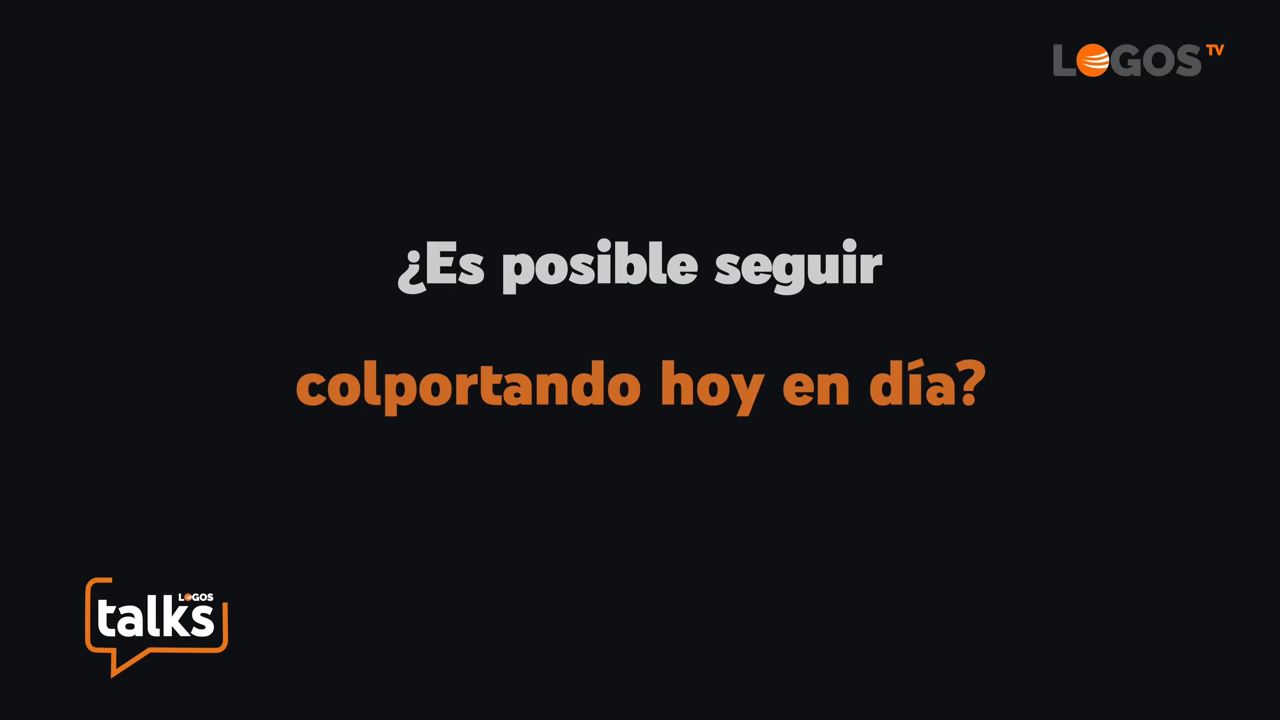 LOGOS TV
¿Es posible seguir
colportando hoy en día?
LOGOS
talks